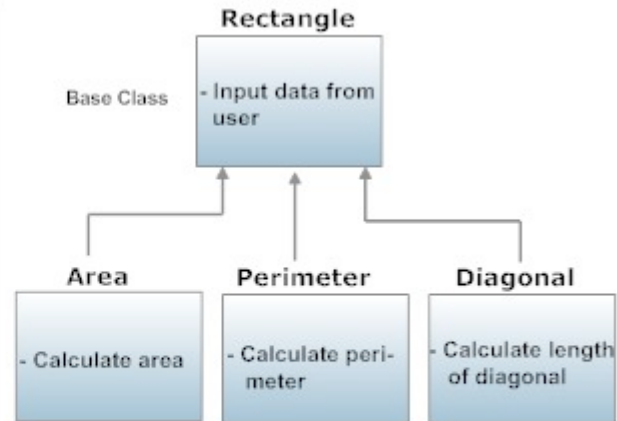 Rectangle
Base Class
- Input data from
user
Area
Perimeter
Diagonal
- Calculate area
- Calculate peri-
meter
- Calculate length
of diagonal